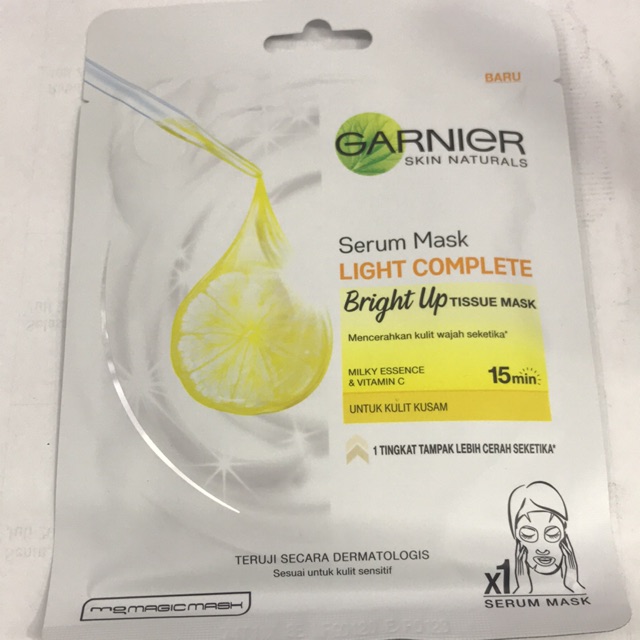 BARU
GARNIER
SKIN NATURALS
Serum Mask
LIGHT COMPLETE
Bright Up TISSUE MASK
Mencerahkan kulit wajah seketika*
MILKY ESSENCE
& VITAMIN C
15min
UNTUK KULIT KUSAM
1 TINGKAT TAMPAK LEBIH CERAH SEKETIKA*
TERUJI SECARA DERMATOLOGIS
Sesuai untuk kulit sensitif
x1
SERUM MASK
MAGIC MASK